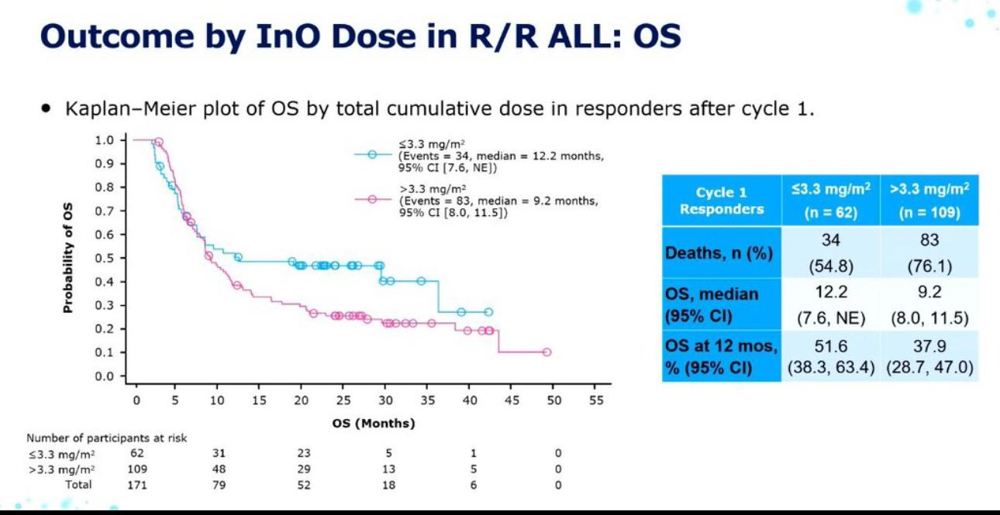 Outcome by InO Dose in R/R ALL: OS
• Kaplan–Meier plot of OS by total cumulative dose in responders after cycle 1.
Probability of OS
1.0
0.9
0.8
0.7
0.6
0.5
0.4
0.3
0.2
0.1
0.0
≤3.3 mg/m²
(Events = 34, median = 12.2 months,
95% CI [7.6, NE])
>3.3 mg/m²
(Events = 83, median = 9.2 months,
95% CI [8.0, 11.5])
0 5 10 15 20 25 30 35 40 45 50 55
OS (Months)
Number of participants at risk
≤3.3 mg/m² 62 31 23 5 1 0
>3.3 mg/m² 109 48 29 13 5 0
Total 171 79 52 18 6 0
Cycle 1 Responders ≤3.3 mg/m² (n = 62) >3.3 mg/m² (n = 109)
Deaths, n (%) 34 (54.8) 83 (76.1)
OS, median (95% CI) 12.2 (7.6, NE) 9.2 (8.0, 11.5)
OS at 12 mos, % (95% CI) 51.6 (38.3, 63.4) 37.9 (28.7, 47.0)